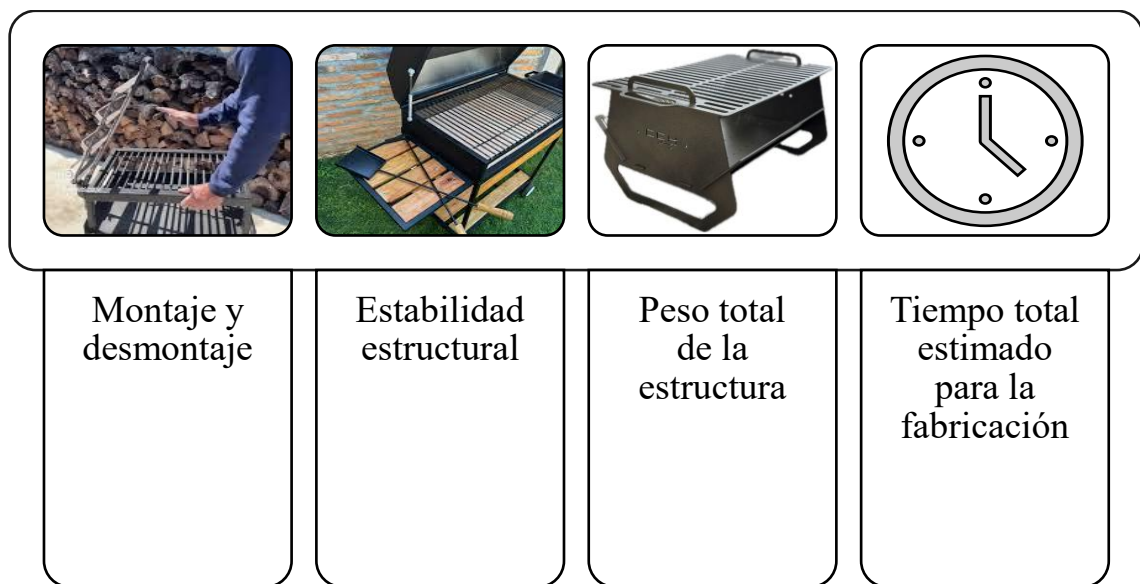 Montaje y
desmontaje
Estabilidad
estructural
Peso total
de la
estructura
Tiempo total
estimado
para la
fabricación